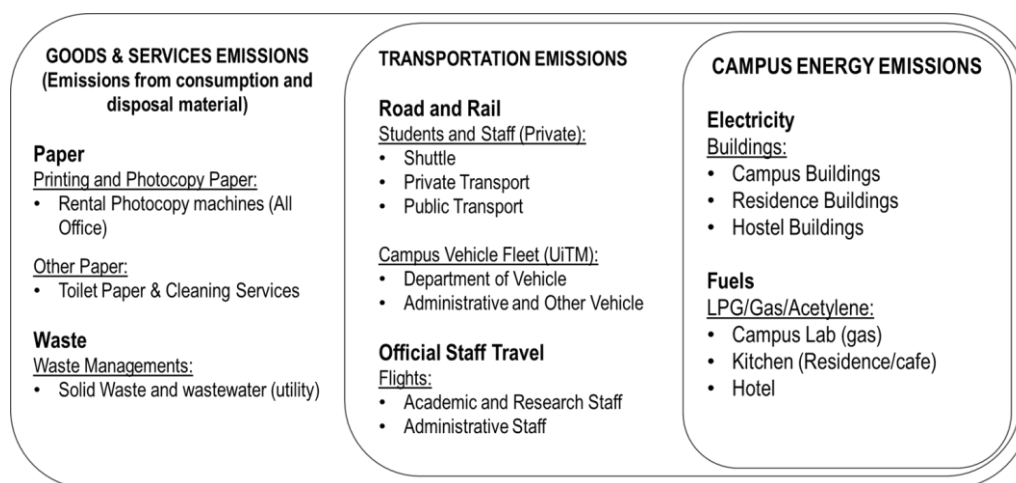 GOODS & SERVICES EMISSIONS
(Emissions from consumption and
disposal material)
Paper
Printing and Photocopy Paper:
• Rental Photocopy machines (All
Office)
Other Paper:
• Toilet Paper & Cleaning Services
Waste
Waste Managements:
• Solid Waste and wastewater (utility)
TRANSPORTATION EMISSIONS
Road and Rail
Students and Staff (Private):
• Shuttle
• Private Transport
• Public Transport
Campus Vehicle Fleet (UiTM):
• Department of Vehicle
• Administrative and Other Vehicle
Official Staff Travel
Flights:
• Academic and Research Staff
• Administrative Staff
CAMPUS ENERGY EMISSIONS
Electricity
Buildings:
• Campus Buildings
• Residence Buildings
• Hostel Buildings
Fuels
LPG/Gas/Acetylene:
• Campus Lab (gas)
• Kitchen (Residence/cafe)
• Hotel